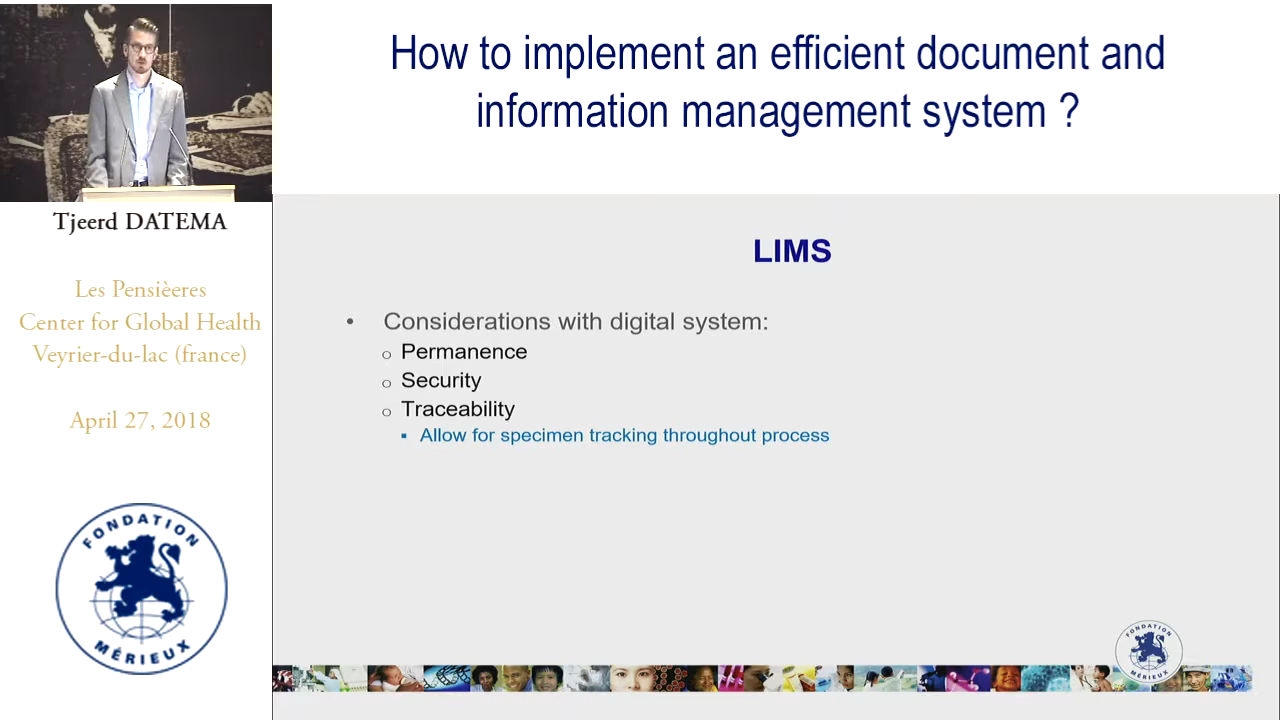 How to implement an efficient document and
information management system ?
Tjeerd DATEMA
Les Pensièeres
Center for Global Health
Veyrier-du-lac (france)
April 27, 2018
FONDATION
MÉRIEUX
LIMS
• Considerations with digital system:
o Permanence
o Security
o Traceability
▪ Allow for specimen tracking throughout process
FONDATION
MÉRIEUX